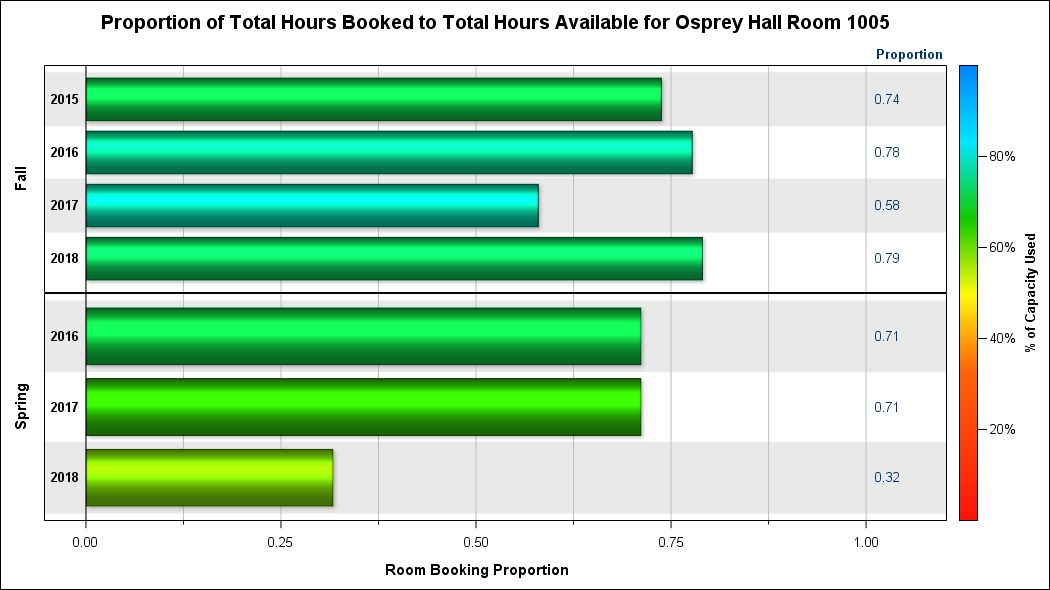 Proportion of Total Hours Booked to Total Hours Available for Osprey Hall Room 1005
Proportion
Fall
2015 0.74
2016 0.78
2017 0.58
2018 0.79
Spring
2016 0.71
2017 0.71
2018 0.32
0.00 0.25 0.50 0.75 1.00
Room Booking Proportion
80%
60%
40%
20%
% of Capacity Used